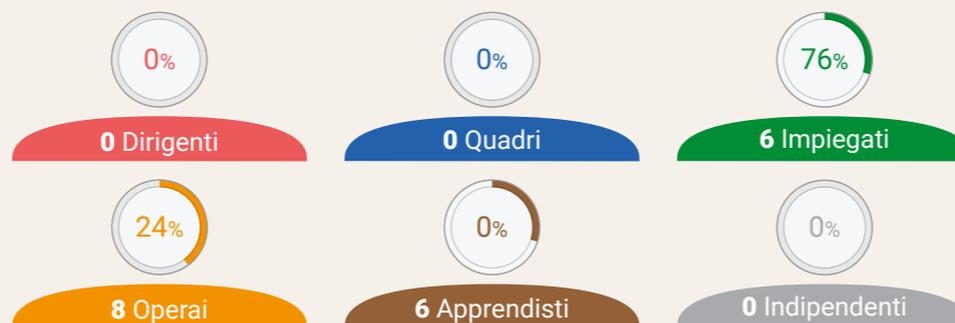 0%
0%
76%
0 Dirigenti
0 Quadri
6 Impiegati
24%
0%
0%
8 Operai
6 Apprendisti
0 Indipendenti